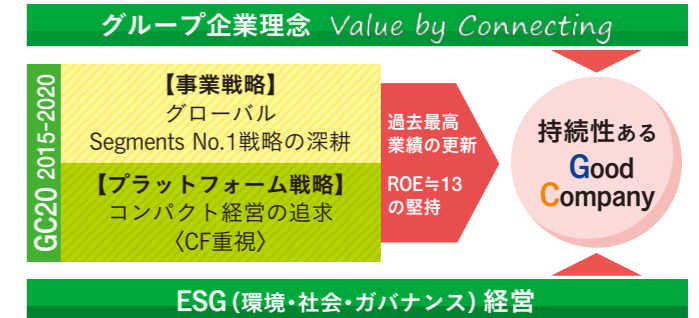 グループ企業理念 Value by Connecting
GC20 2015-2020
【事業戦略】
グローバル
Segments No.1戦略の深耕
【プラットフォーム戦略】
コンパクト経営の追求
〈CF重視〉
過去最高
業績の更新
ROE≒13
の堅持
持続性ある
Good
Company
ESG(環境・社会・ガバナンス)経営